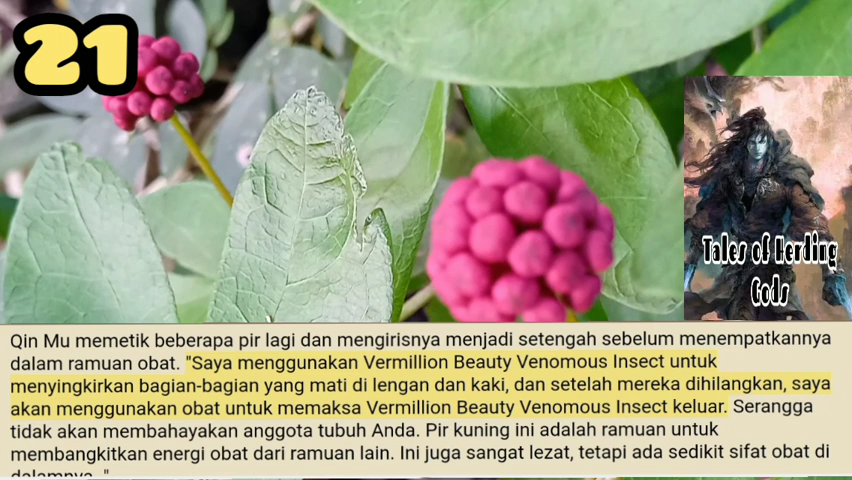 21
Tales of Herding
Gods
Qin Mu memetik beberapa pir lagi dan mengirisnya menjadi setengah sebelum menempatkannya
dalam ramuan obat. "Saya menggunakan Vermillion Beauty Venomous Insect untuk
menyingkirkan bagian-bagian yang mati di lengan dan kaki, dan setelah mereka dihilangkan, saya
akan menggunakan obat untuk memaksa Vermillion Beauty Venomous Insect keluar. Serangga
tidak akan membahayakan anggota tubuh Anda. Pir kuning ini adalah ramuan untuk
membangkitkan energi obat dari ramuan lain. Ini juga sangat lezat, tetapi ada sedikit sifat obat di
dalamnya. "